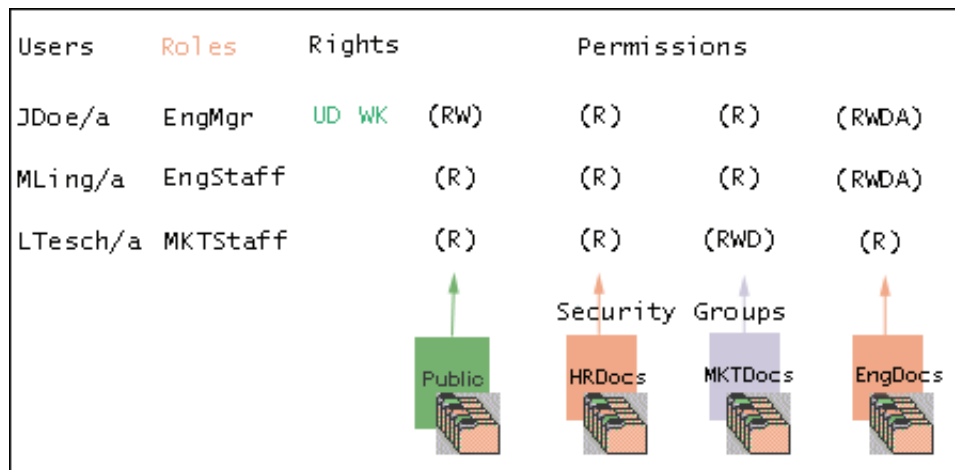 Users Roles Rights Permissions
JDoe/a EngMgr UD WK (RW) (R) (R) (RWDA)
MLing/a EngStaff (R) (R) (R) (RWDA)
LTesch/a MKTStaff (R) (R) (RWD) (R)
Security Groups
Public HRDocs MKTDocs EngDocs